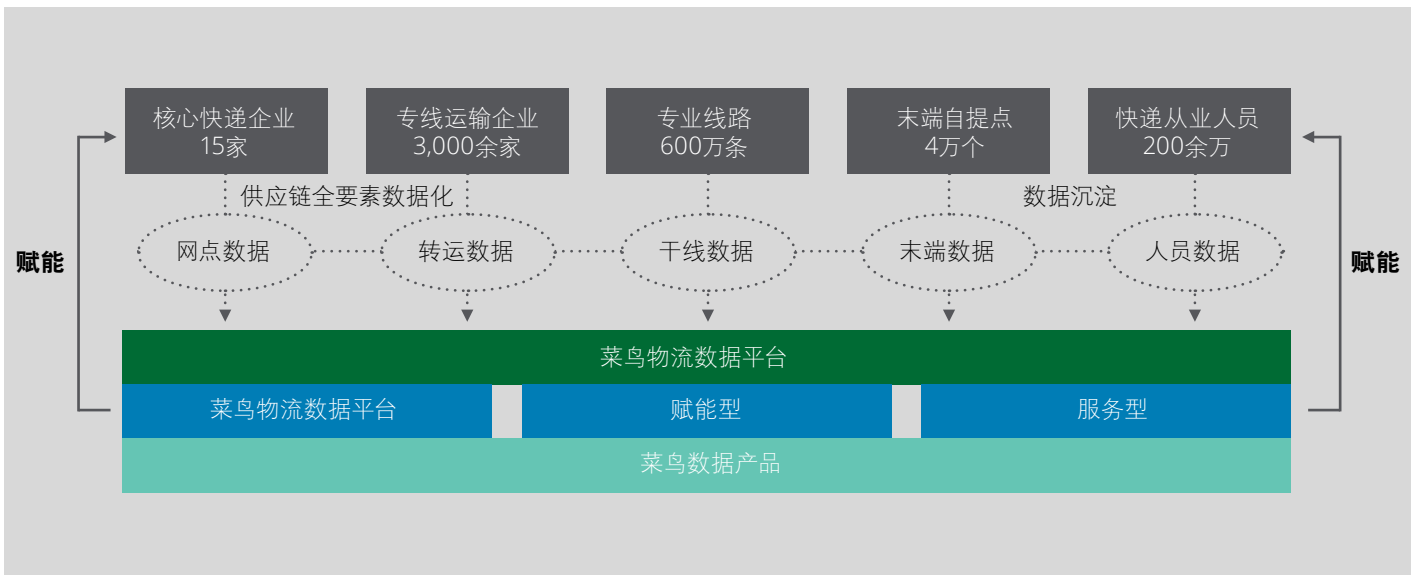 核心快递企业
15家
专线运输企业
3,000余家
专业线路
600万条
末端自提点
4万个
快递从业人员
200余万
供应链全要素数据化
数据沉淀
赋能
网点数据
转运数据
干线数据
末端数据
人员数据
赋能
菜鸟物流数据平台
菜鸟物流数据平台
赋能型
服务型
菜鸟数据产品